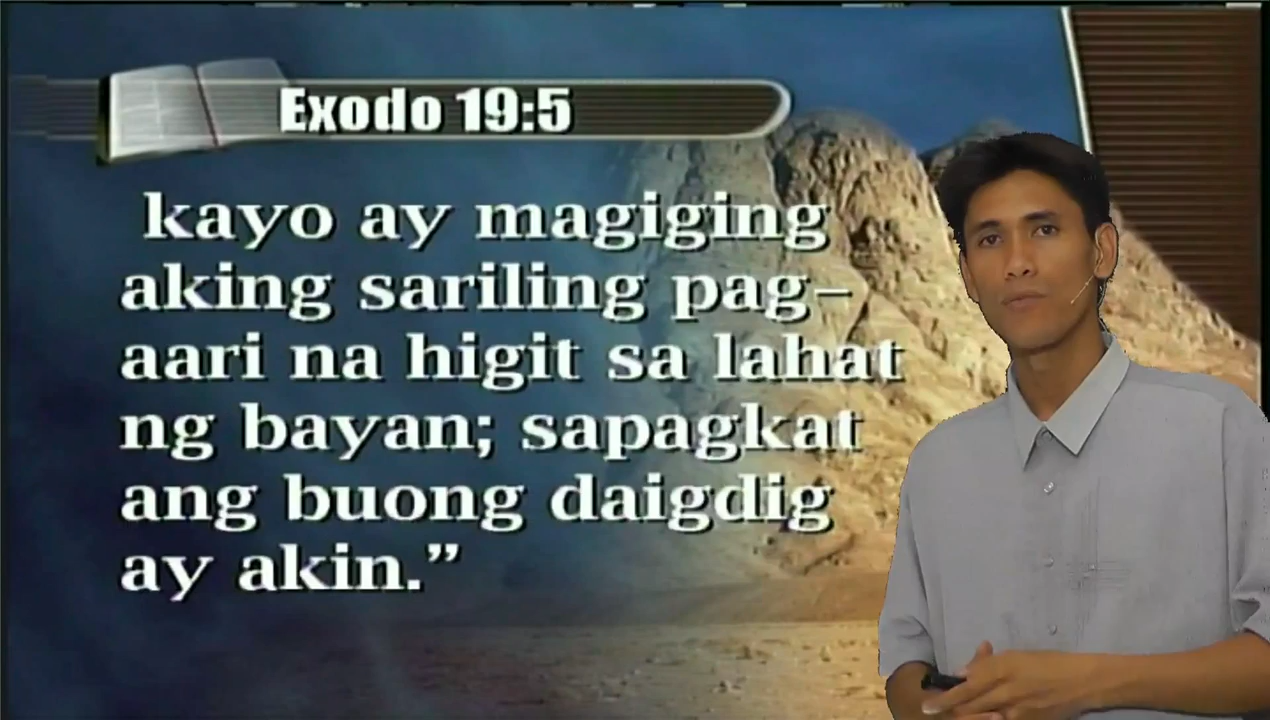 Exodo 19:5
kayo ay magiging
aking sariling pag-
aari na higit sa lahat
ng bayan; sapagkat
ang buong daigdig
ay akin.”